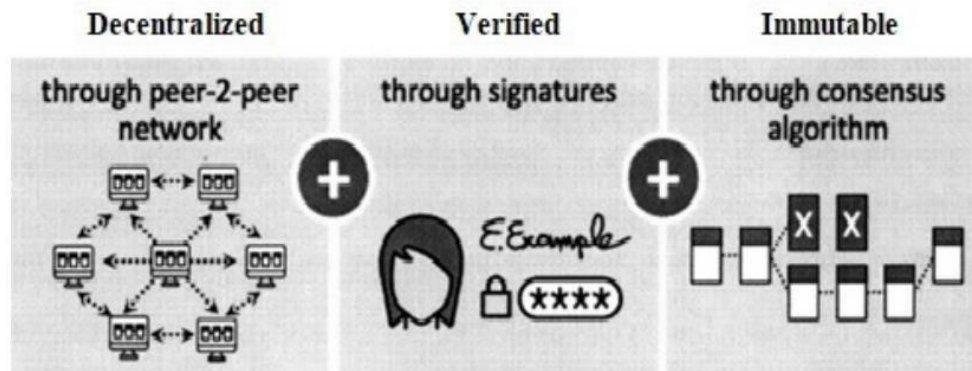 Decentralized
Verified
Immutable
through peer-2-peer
network
through signatures
through consensus
algorithm
+
+
E.Example
****
X X